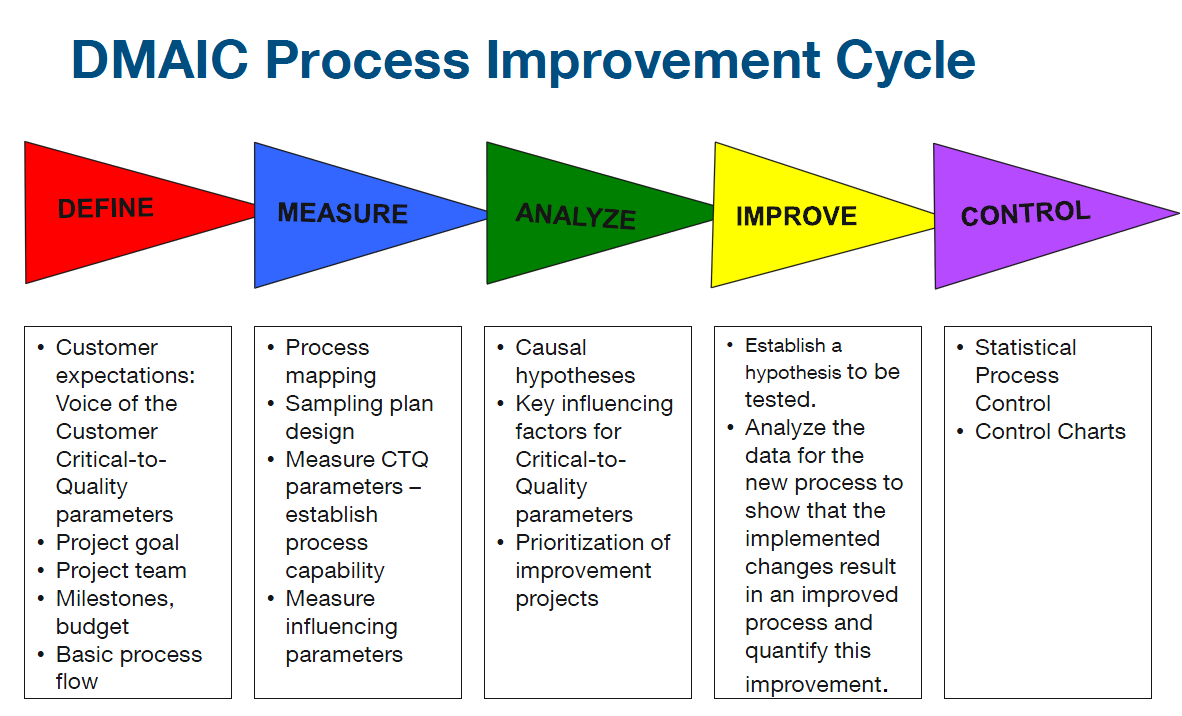 DMAIC Process Improvement Cycle
DEFINE
MEASURE
ANALYZE
IMPROVE
CONTROL
• Customer
expectations:
Voice of the
Customer
Critical-to-
Quality
parameters
• Project goal
• Project team
• Milestones,
budget
• Basic process
flow
• Process
mapping
• Sampling plan
design
• Measure CTQ
parameters –
establish
process
capability
• Measure
influencing
parameters
• Causal
hypotheses
• Key influencing
factors for
Critical-to-
Quality
parameters
• Prioritization of
improvement
projects
• Establish a
hypothesis to be
tested.
• Analyze the
data for the
new process to
show that the
implemented
changes result
in an improved
process and
quantify this
improvement.
• Statistical
Process
Control
• Control Charts